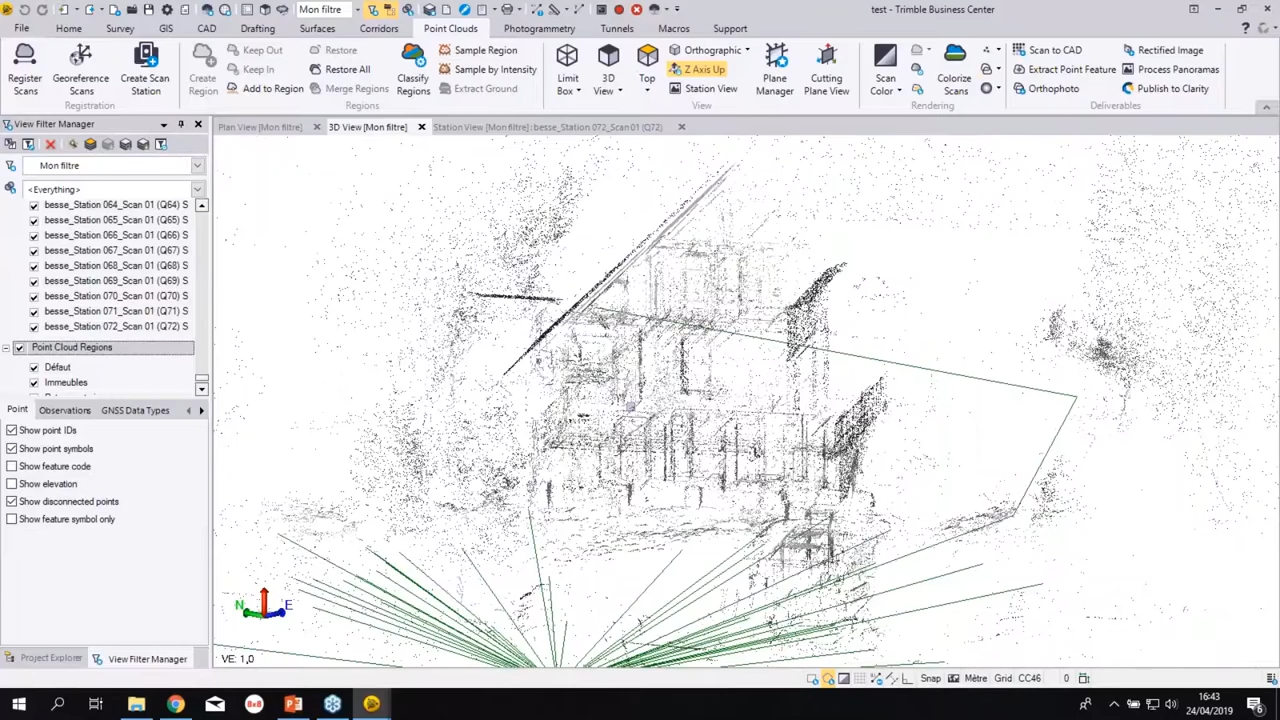 Mon filtre
test - Trimble Business Center
File Home Survey GIS CAD Drafting Surfaces Corridors Point Clouds Photogrammetry Tunnels Macros Support
Register Scans
Georeference Scans
Create Scan Station
Registration
Create Region
Keep Out
Keep In
Add to Region
Restore
Restore All
Merge Regions
Classify Regions
Sample Region
Sample by Intensity
Extract Ground
Regions
Limit Box
3D View
Top
Orthographic
Z Axis Up
Station View
Plane Manager
Cutting Plane View
View
Scan Color
Colorize Scans
Rendering
Scan to CAD
Extract Point Feature
Orthophoto
Rectified Image
Process Panoramas
Publish to Clarity
Deliverables
View Filter Manager
Plan View [Mon filtre]
3D View [Mon filtre]
Station View [Mon filtre] : besse_Station 072_Scan 01 (Q72)
Mon filtre
<Everything>
besse_Station 064_Scan 01 (Q64) S
besse_Station 065_Scan 01 (Q65) S
besse_Station 066_Scan 01 (Q66) S
besse_Station 067_Scan 01 (Q67) S
besse_Station 068_Scan 01 (Q68) S
besse_Station 069_Scan 01 (Q69) S
besse_Station 070_Scan 01 (Q70) S
besse_Station 071_Scan 01 (Q71) S
besse_Station 072_Scan 01 (Q72) S
Point Cloud Regions
Défaut
Immeubles
Point Observations GNSS Data Types
Show point IDs
Show point symbols
Show feature code
Show elevation
Show disconnected points
Show feature symbol only
N E
VE: 1,0
Project Explorer View Filter Manager
Snap Mètre Grid CC46 0
16:43
24/04/2019